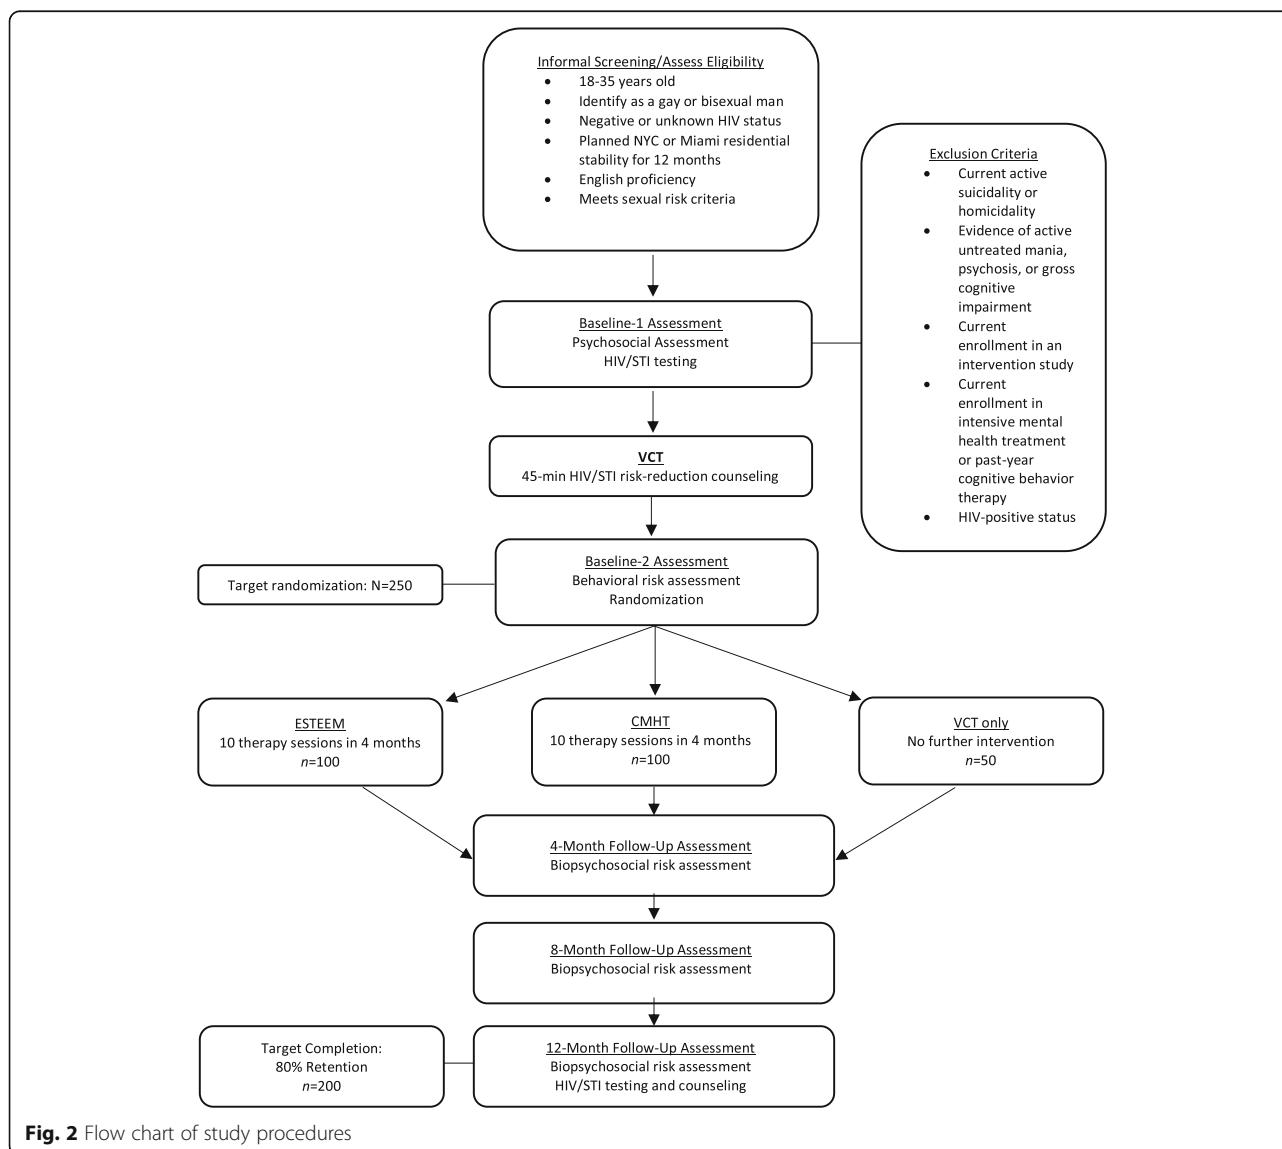 Informal Screening/Assess Eligibility
• 18-35 years old
• Identify as a gay or bisexual man
• Negative or unknown HIV status
• Planned NYC or Miami residential
stability for 12 months
• English proficiency
• Meets sexual risk criteria
Exclusion Criteria
• Current active
suicidality or
homicidality
• Evidence of active
untreated mania,
psychosis, or gross
cognitive
impairment
• Current
enrollment in an
intervention study
• Current
enrollment in
intensive mental
health treatment
or past-year
cognitive behavior
therapy
• HIV-positive status
Baseline-1 Assessment
Psychosocial Assessment
HIV/STI testing
VCT
45-min HIV/STI risk-reduction counseling
Baseline-2 Assessment
Behavioral risk assessment
Randomization
Target randomization: N=250
ESTEEM
10 therapy sessions in 4 months
n=100
CMHT
10 therapy sessions in 4 months
n=100
VCT only
No further intervention
n=50
4-Month Follow-Up Assessment
Biopsychosocial risk assessment
8-Month Follow-Up Assessment
Biopsychosocial risk assessment
Target Completion:
80% Retention
n=200
12-Month Follow-Up Assessment
Biopsychosocial risk assessment
HIV/STI testing and counseling
Fig. 2 Flow chart of study procedures